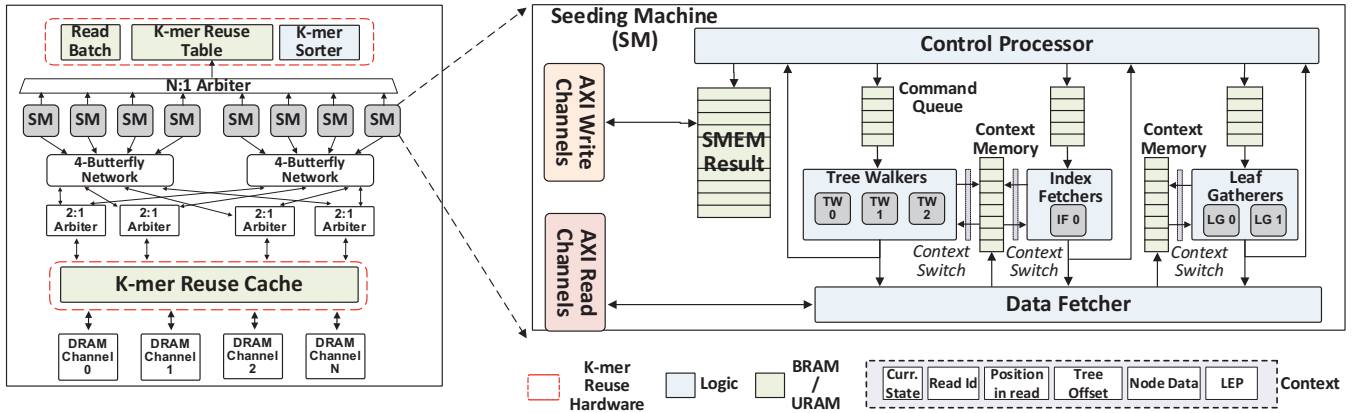 Read
Batch
K-mer Reuse
Table
K-mer
Sorter
N:1 Arbiter
SM
SM
SM
SM
SM
SM
SM
SM
4-Butterfly
Network
4-Butterfly
Network
2:1
Arbiter
2:1
Arbiter
2:1
Arbiter
2:1
Arbiter
K-mer Reuse Cache
DRAM
Channel
0
DRAM
Channel
1
DRAM
Channel
2
DRAM
Channel
N
Seeding Machine
(SM)
Control Processor
AXI Write
Channels
AXI Read
Channels
SMEM
Result
Command
Queue
Context
Memory
Context
Memory
Tree Walkers
TW
0
TW
1
TW
2
Index
Fetchers
IF 0
Leaf
Gatherers
LG 0
LG 1
Context
Switch
Context
Switch
Context
Switch
Data Fetcher
K-mer
Reuse
Hardware
Logic
BRAM
/
URAM
Curr.
State
Read Id
Position
in read
Tree
Offset
Node Data
LEP
Context